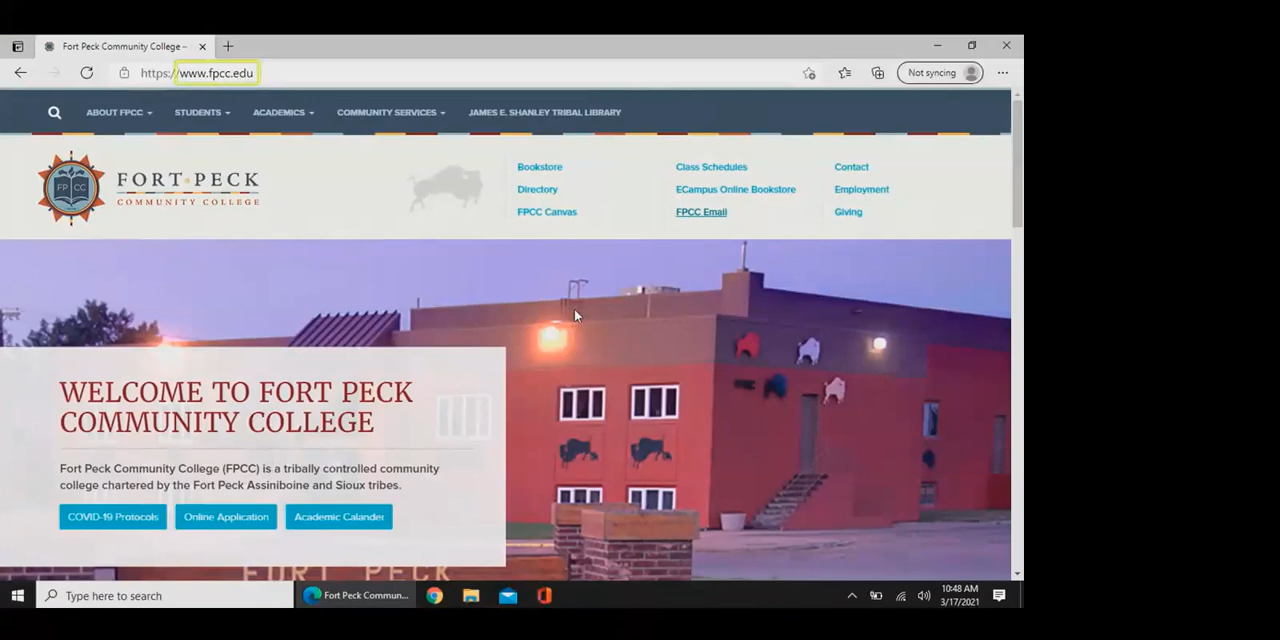 Fort Peck Community College –
https://www.fpcc.edu
Not syncing
ABOUT FPCC
STUDENTS
ACADEMICS
COMMUNITY SERVICES
JAMES E. SHANLEY TRIBAL LIBRARY
FP CC
FORT PECK
COMMUNITY COLLEGE
Bookstore
Directory
FPCC Canvas
Class Schedules
ECampus Online Bookstore
FPCC Email
Contact
Employment
Giving
WELCOME TO FORT PECK
COMMUNITY COLLEGE
Fort Peck Community College (FPCC) is a tribally controlled community
college chartered by the Fort Peck Assiniboine and Sioux tribes.
COVID-19 Protocols
Online Application
Academic Calander
FORT PECK
Type here to search
Fort Peck Commun...
10:48 AM
3/17/2021